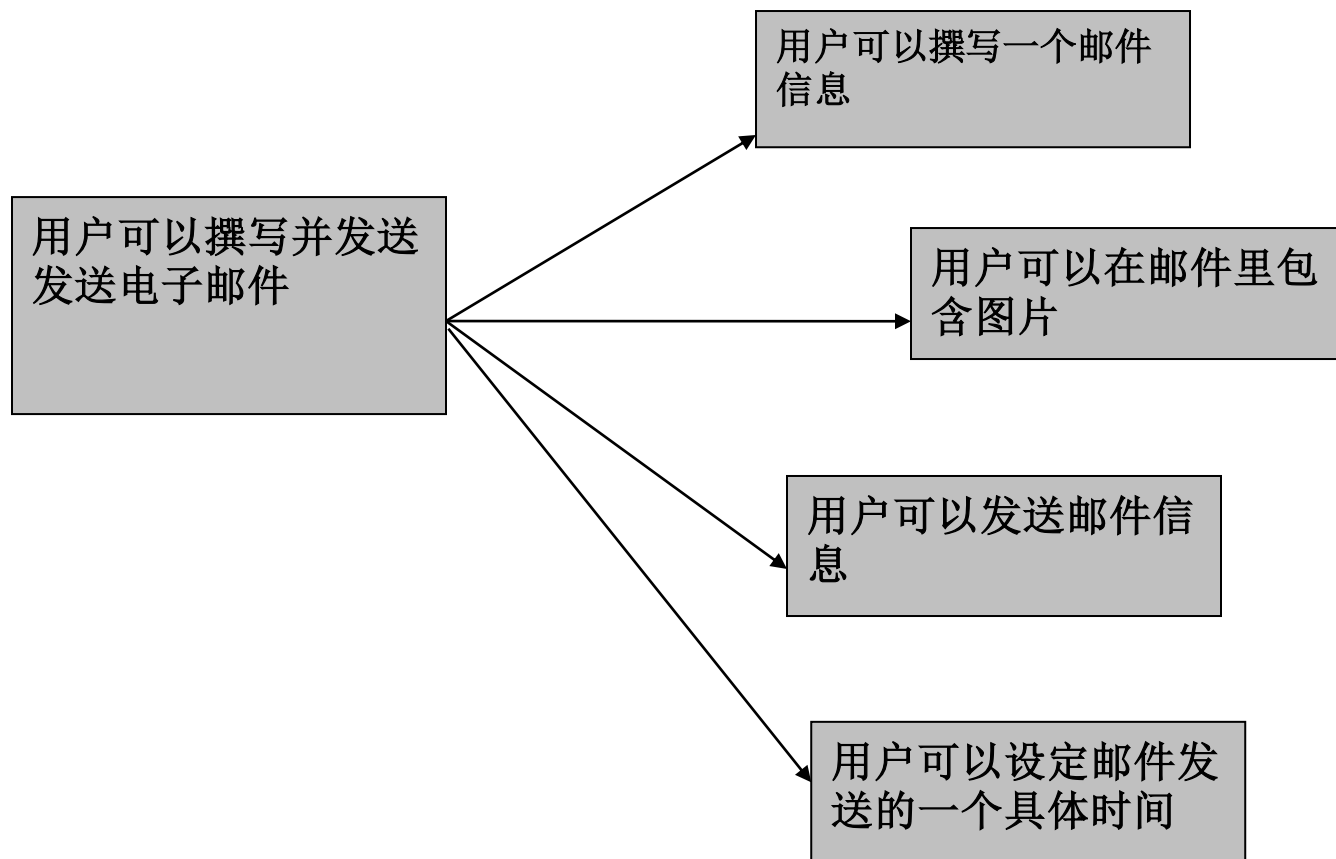 用户可以撰写一个邮件
信息
用户可以撰写并发送
发送电子邮件
用户可以在邮件里包
含图片
用户可以发送邮件信
息
用户可以设定邮件发
送的一个具体时间